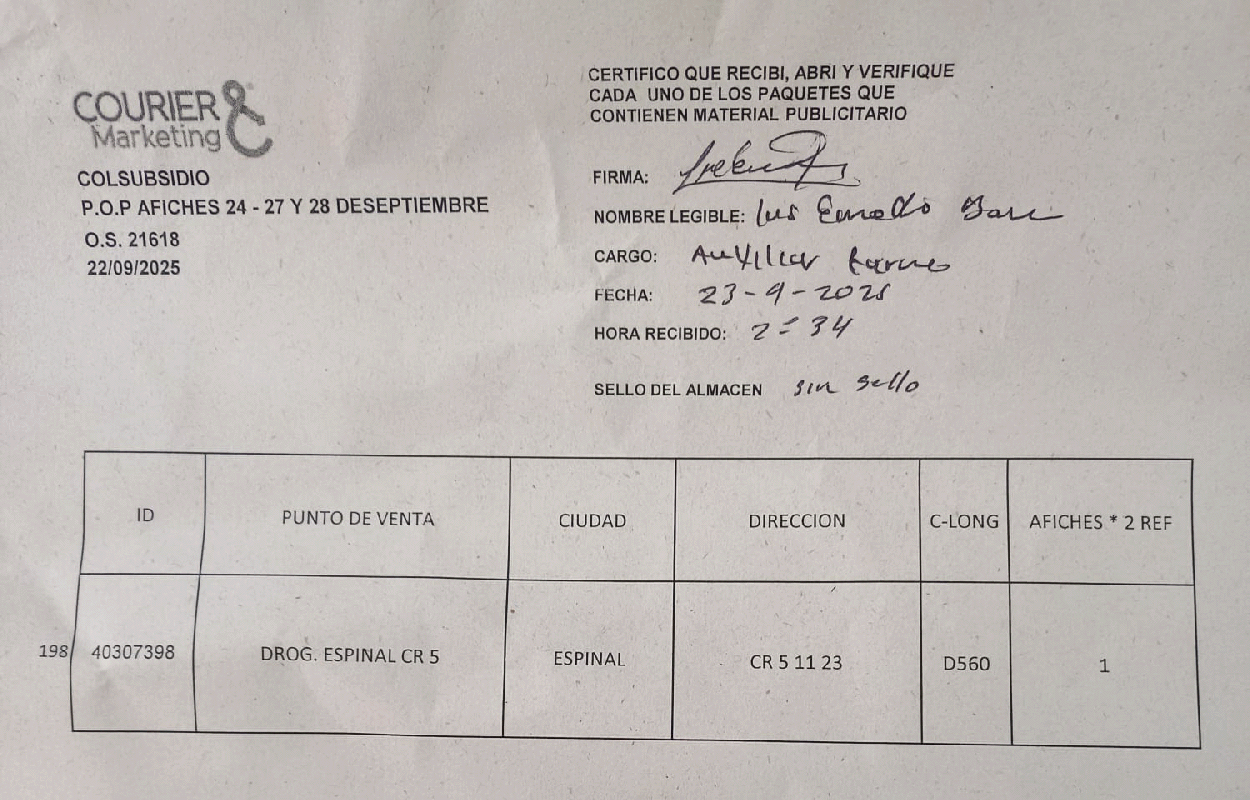 COURIER &
Marketing
COLSUBSIDIO
P.O.P AFICHES 24 - 27 Y 28 DESEPTIEMBRE
O.S. 21618
22/09/2025
CERTIFICO QUE RECIBI, ABRI Y VERIFIQUE
CADA UNO DE LOS PAQUETES QUE
CONTIENEN MATERIAL PUBLICITARIO
FIRMA:
NOMBRE LEGIBLE: Luis
CARGO: Auxiliar
FECHA: 23-9-2025
HORA RECIBIDO: 2:34
SELLO DEL ALMACEN sin sello
ID PUNTO DE VENTA CIUDAD DIRECCION C-LONG AFICHES * 2 REF
198 40307398 DROG. ESPINAL CR 5 ESPINAL CR 5 11 23 D560 1